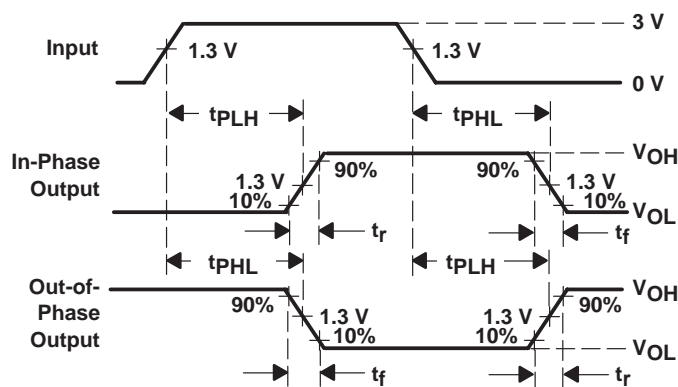 3 V
Input
1.3 V
1.3 V
0 V
tPLH
tPHL
VOH
In-Phase
Output
90%
90%
1.3 V
1.3 V
10%
10%
VOL
tr
tf
tPHL
tPLH
Out-of-
Phase
Output
VOH
90%
90%
1.3 V
1.3 V
10%
10%
VOL
tf
tr